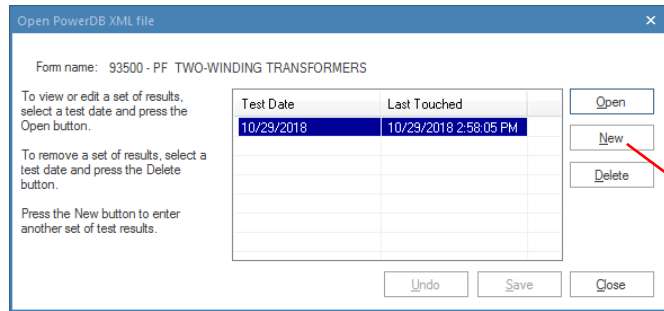 Open PowerDB XML file
Form name: 93500 - PF TWO-WINDING TRANSFORMERS
To view or edit a set of results,
select a test date and press the
Open button.
To remove a set of results, select a
test date and press the Delete
button.
Press the New button to enter
another set of test results.
Test Date Last Touched
10/29/2018 10/29/2018 2:58:05 PM
Open
New
Delete
Undo Save Close